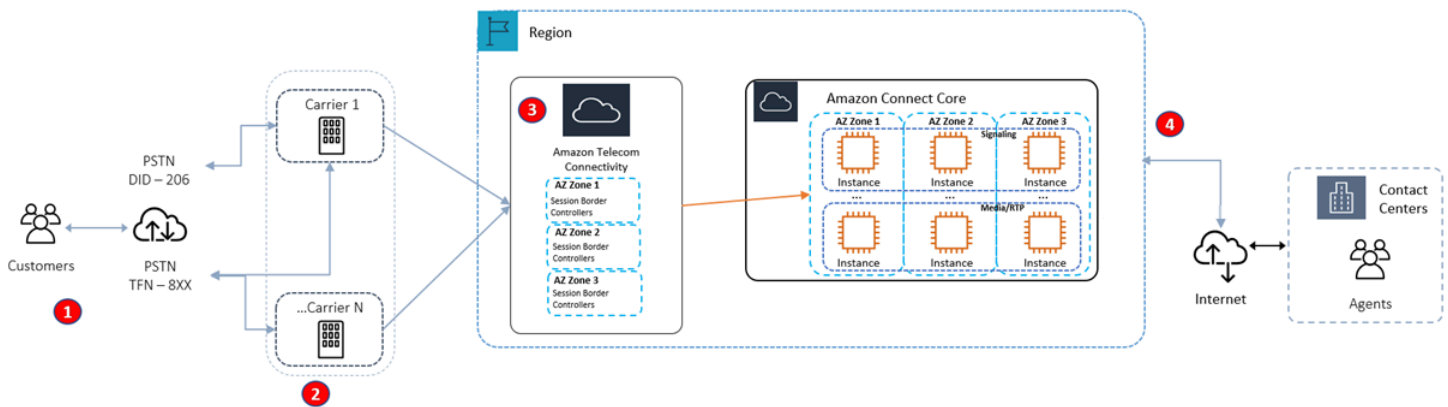 Region
Customers
1
PSTN
DID – 206
PSTN
TFN – 8XX
Carrier 1
...Carrier N
2
3
Amazon Telecom
Connectivity
AZ Zone 1
Session Border
Controllers
AZ Zone 2
Session Border
Controllers
AZ Zone 3
Session Border
Controllers
Amazon Connect Core
AZ Zone 1
AZ Zone 2
AZ Zone 3
Signaling
Instance
Instance
Instance
...
...
...
Media/RTP
Instance
Instance
Instance
4
Internet
Contact
Centers
Agents